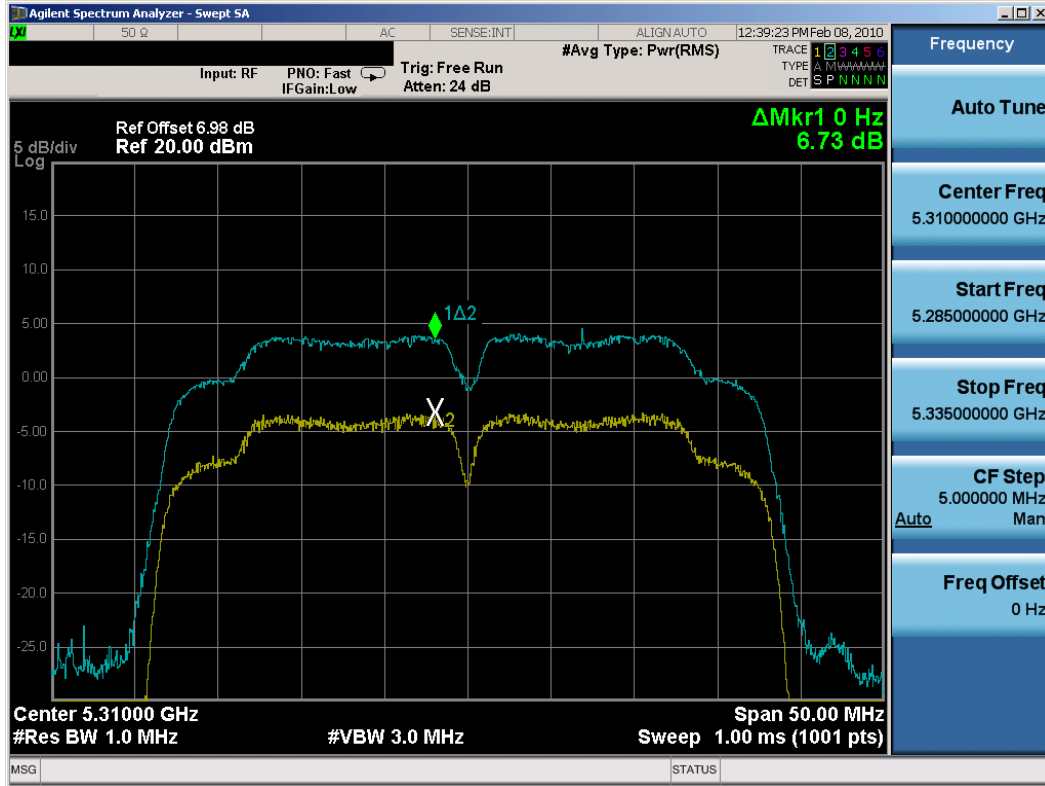 Agilent Spectrum Analyzer - Swept SA
LXI 50 Ω AC SENSE:INT ALIGN AUTO 12:39:23 PM Feb 08, 2010
Input: RF PNO: Fast Trig: Free Run #Avg Type: Pwr(RMS) TRACE 1 2 3 4 5 6
IFGain:Low Atten: 24 dB TYPE A M W W W W
DET S P N N N N
ΔMkr1 0 Hz
6.73 dB
Ref Offset 6.98 dB
5 dB/div Ref 20.00 dBm
Log
15.0
10.0
5.00
0.00
-5.00
-10.0
-15.0
-20.0
-25.0
1Δ2
X2
Center 5.31000 GHz Span 50.00 MHz
#Res BW 1.0 MHz #VBW 3.0 MHz Sweep 1.00 ms (1001 pts)
MSG STATUS
Frequency
Auto Tune
Center Freq
5.310000000 GHz
Start Freq
5.285000000 GHz
Stop Freq
5.335000000 GHz
CF Step
5.000000 MHz
Auto Man
Freq Offset
0 Hz